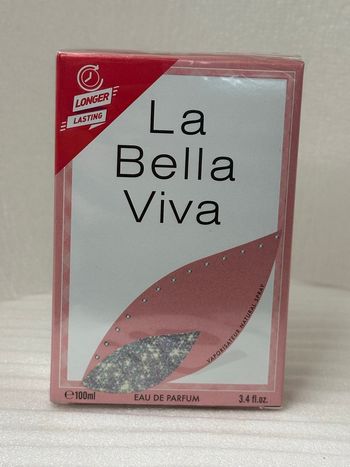 LONGER
LASTING
La
Bella
Viva
VAPORISATEUR NATURAL SPRAY
℮100ml
EAU DE PARFUM
3.4 fl.oz.